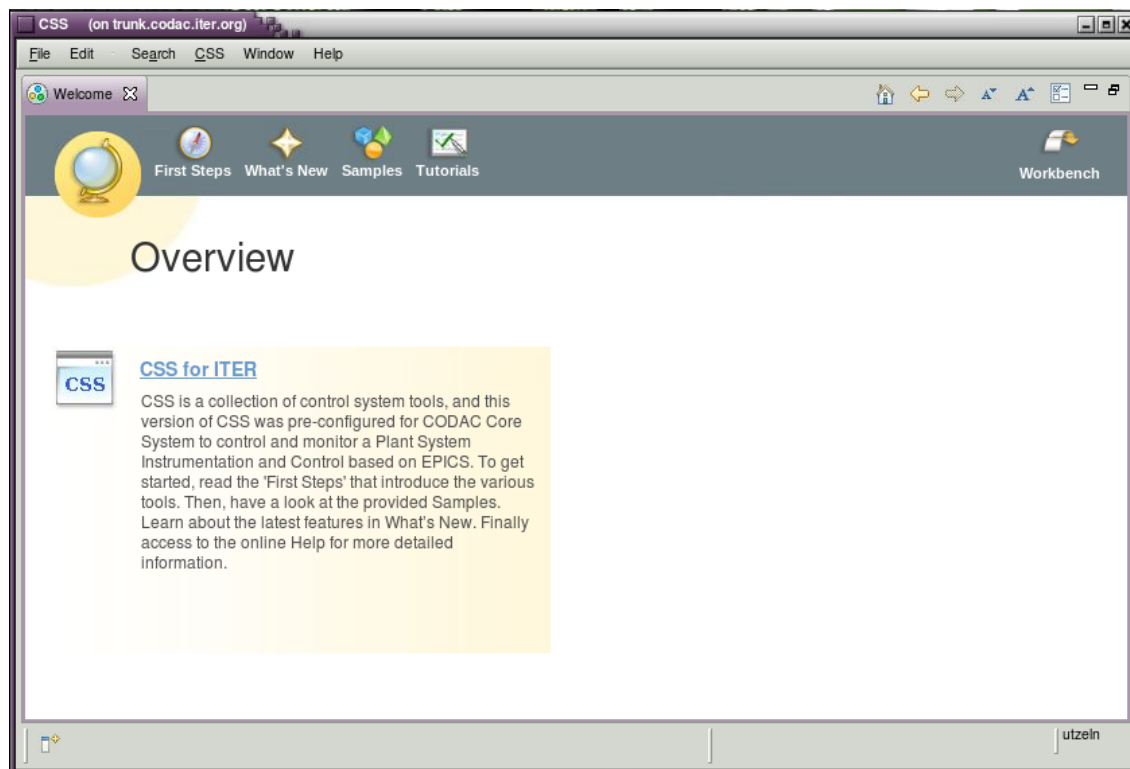 CSS (on trunk.codac.iter.org)
File Edit Search CSS Window Help
Welcome
First Steps What's New Samples Tutorials
Workbench
Overview
CSS
CSS for ITER
CSS is a collection of control system tools, and this
version of CSS was pre-configured for CODAC Core
System to control and monitor a Plant System
Instrumentation and Control based on EPICS. To get
started, read the 'First Steps' that introduce the various
tools. Then, have a look at the provided Samples.
Learn about the latest features in What's New. Finally
access to the online Help for more detailed
information.
utzeln